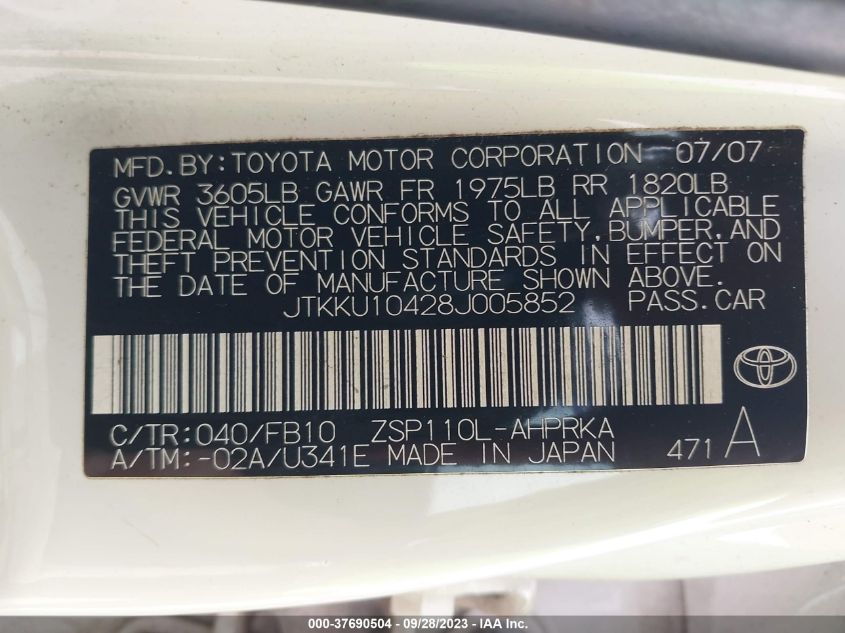 MFD.BY:TOYOTA MOTOR CORPORATION 07/07
GVWR 3605LB GAWR FR 1975LB RR 1820LB
THIS VEHICLE CONFORMS TO ALL APPLICABLE
FEDERAL MOTOR VEHICLE SAFETY,BUMPER,AND
THEFT PREVENTION STANDARDS IN EFFECT ON
THE DATE OF MANUFACTURE SHOWN ABOVE.
JTKKU10428J005852 PASS.CAR
C/TR:040/FB10 ZSP110L-AHPRKA
A/TM:-02A/U341E MADE IN JAPAN 471 A
000-37690504 - 09/28/2023 - IAA Inc.